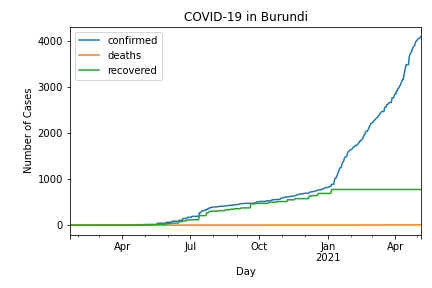 COVID-19 in Burundi
confirmed
deaths
recovered
Number of Cases
4000
3000
2000
1000
0
Apr
Jul
Oct
Jan
2021
Apr
Day